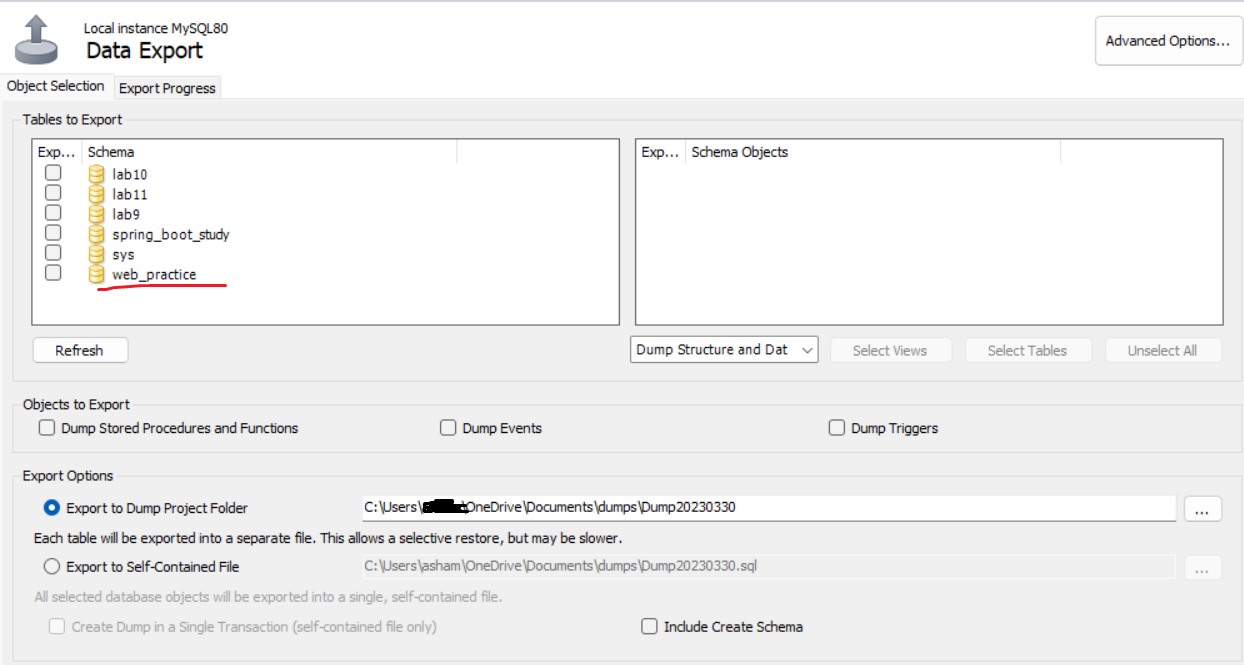 Local instance MySQL80
Data Export
Advanced Options...
Object Selection
Export Progress
Tables to Export
Exp... Schema
lab10
lab11
lab9
spring_boot_study
sys
web_practice
Exp... Schema Objects
Refresh
Dump Structure and Dat
Select Views
Select Tables
Unselect All
Objects to Export
Dump Stored Procedures and Functions
Dump Events
Dump Triggers
Export Options
Export to Dump Project Folder
C:\Users\ \OneDrive\Documents\dumps\Dump20230330
...
Each table will be exported into a separate file. This allows a selective restore, but may be slower.
Export to Self-Contained File
C:\Users\asham\OneDrive\Documents\dumps\Dump20230330.sql
...
All selected database objects will be exported into a single, self-contained file.
Create Dump in a Single Transaction (self-contained file only)
Include Create Schema